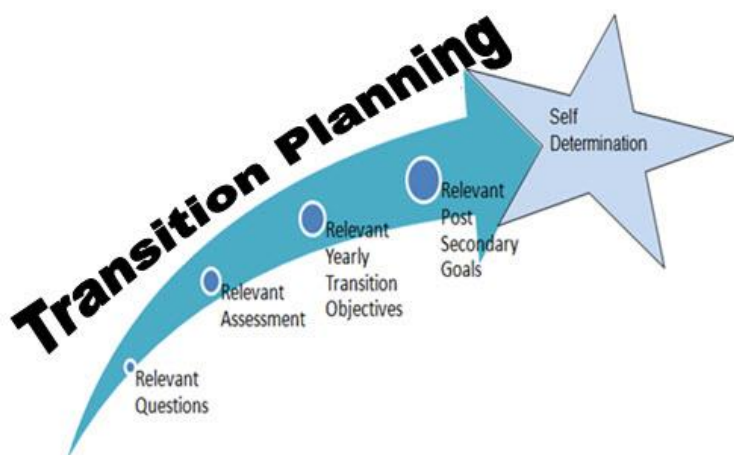 Transition Planning
Self
Determination
Relevant
Post
Secondary
Goals
Relevant
Yearly
Transition
Objectives
Relevant
Assessment
Relevant
Questions